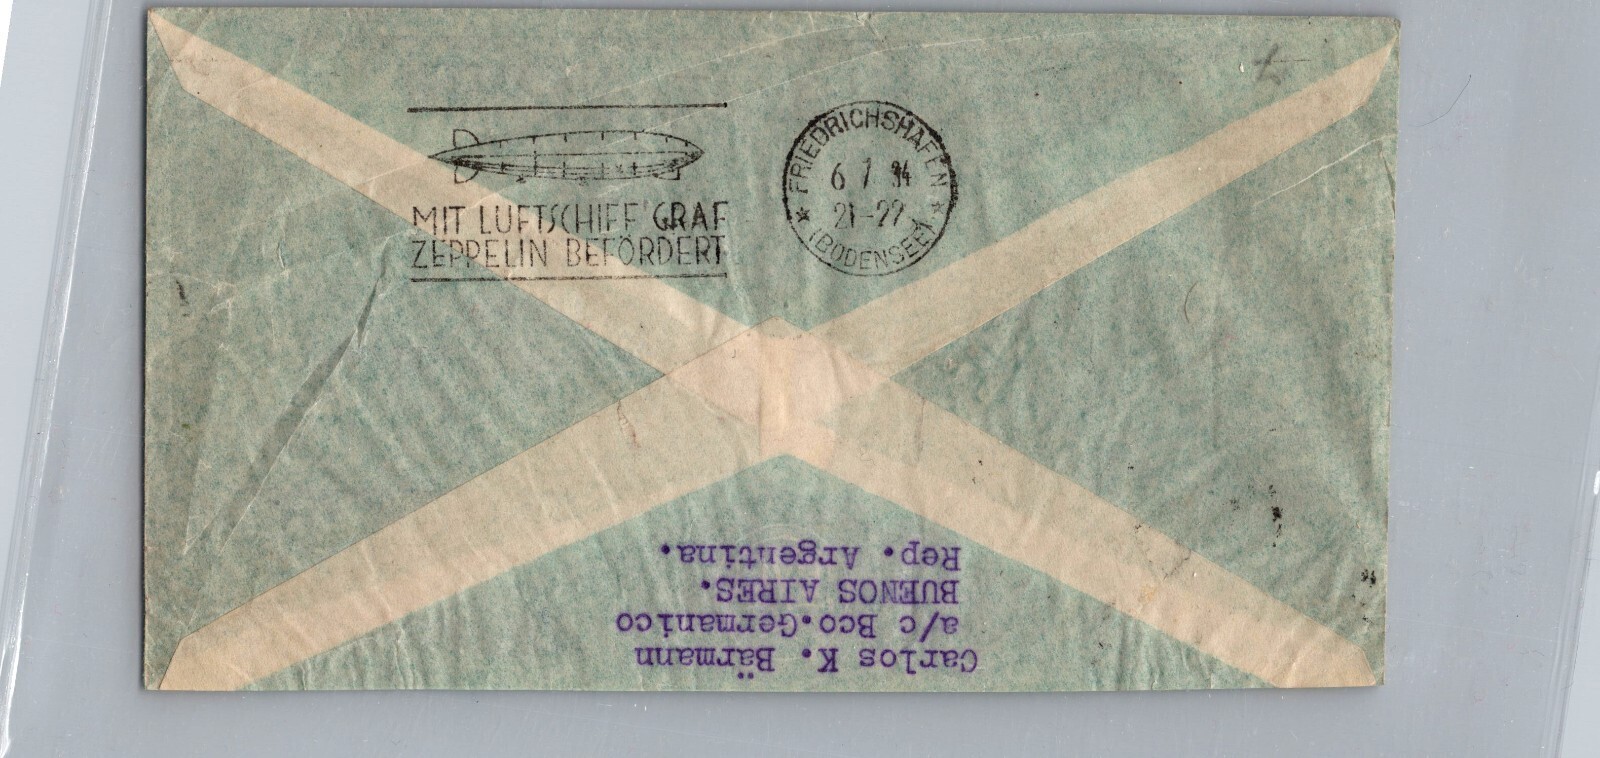 MIT LUFTSCHIFF GRAF
ZEPPELIN BEFÖRDERT
FRIEDRICHSHAFEN
6 7 34
21-22
(BODENSEE)
Carlos K. Bärmann
a/c Bco.Germanico
BUENOS AIRES.
Rep. Argentina.